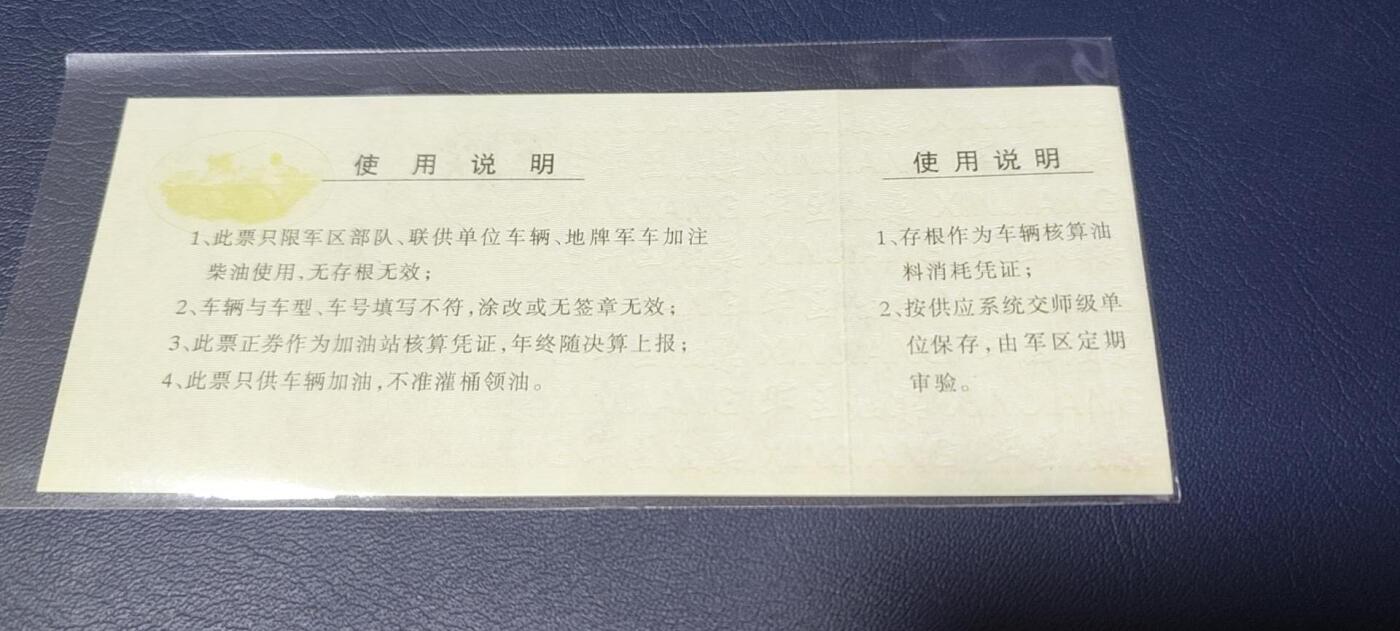 使用说明
1、此票只限军区部队、联供单位车辆、地牌军车加注
柴油使用,无存根无效;
2、车辆与车型、车号填写不符,涂改或无签章无效;
3、此票正券作为加油站核算凭证,年终随决算上报;
4、此票只供车辆加油,不准灌桶领油。
使用说明
1、存根作为车辆核算油
料消耗凭证;
2、按供应系统交师级单
位保存,由军区定期
审验。